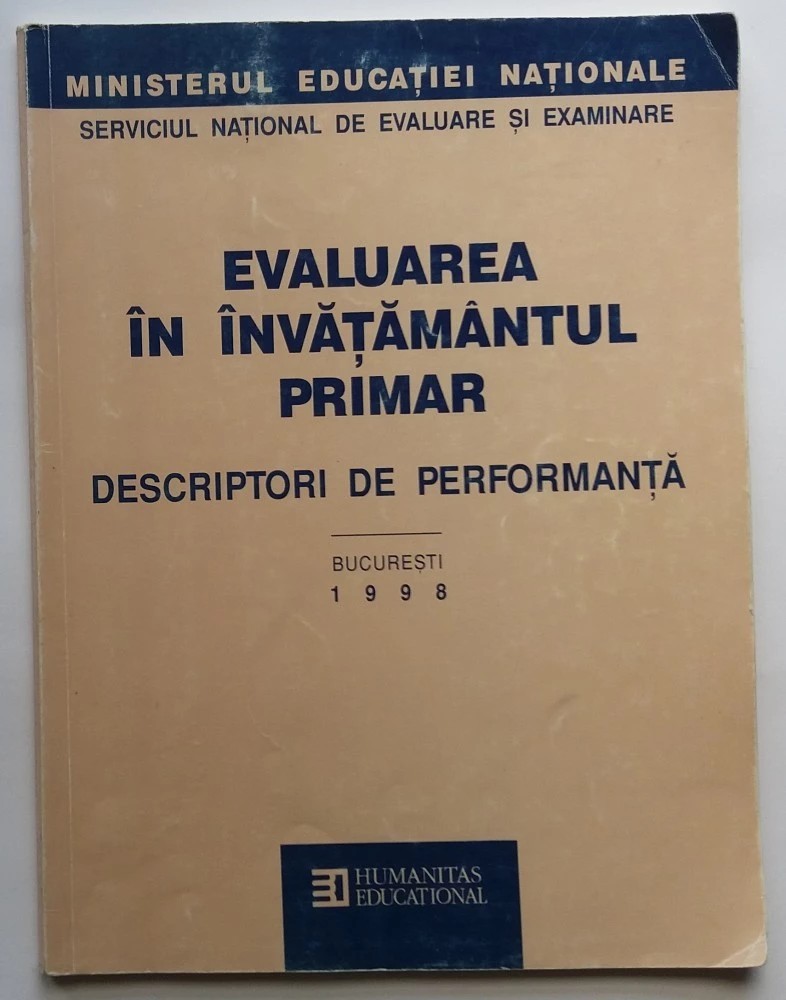 MINISTERUL EDUCAȚIEI NAȚIONALE
SERVICIUL NAȚIONAL DE EVALUARE ȘI EXAMINARE
EVALUAREA
ÎN ÎNVĂȚĂMÂNTUL
PRIMAR
DESCRIPTORI DE PERFORMANȚĂ
BUCUREȘTI
1 9 9 8
HUMANITAS
EDUCATIONAL